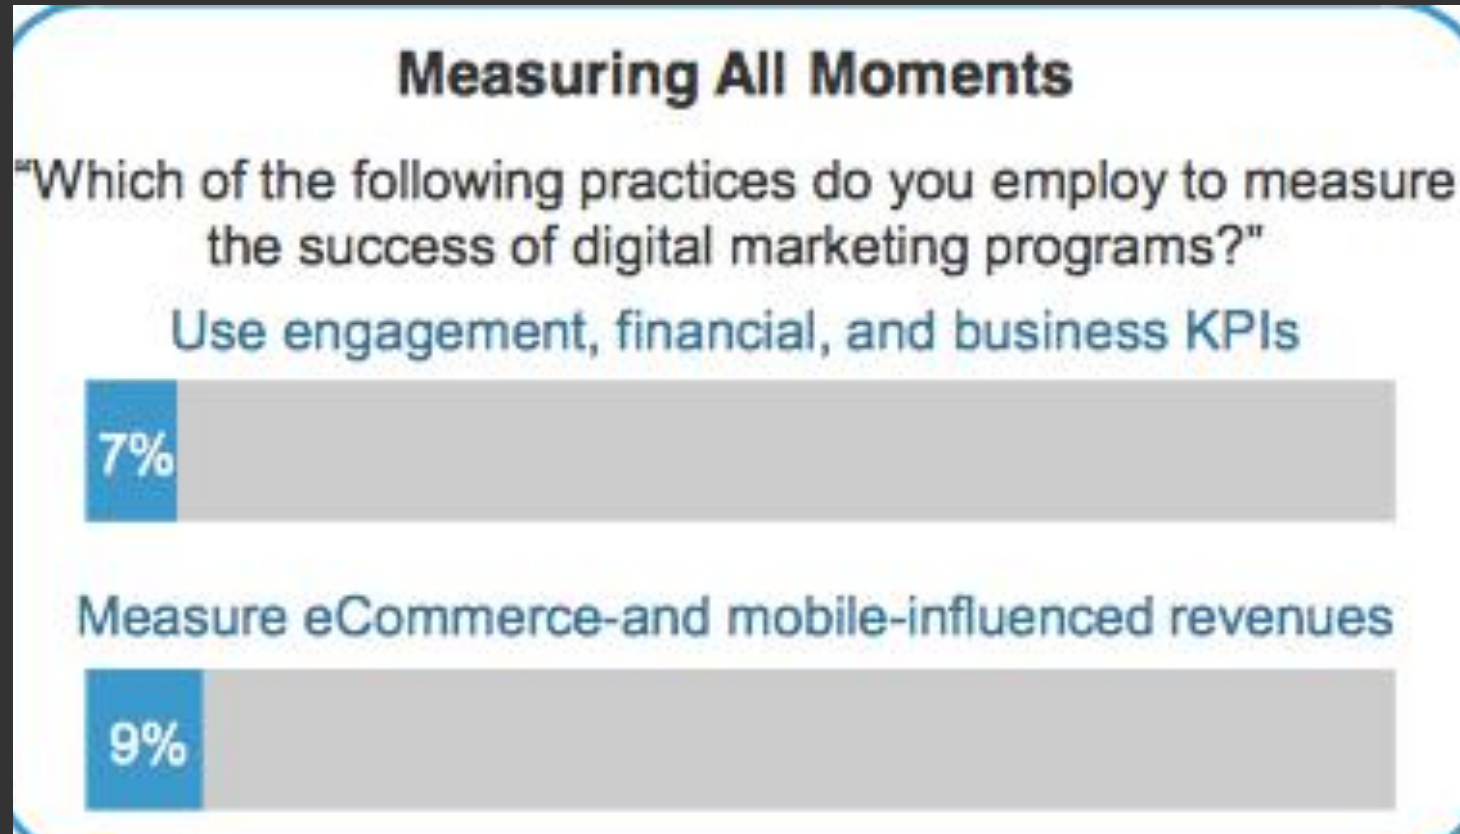 Measuring All Moments
“Which of the following practices do you employ to measure
the success of digital marketing programs?”
Use engagement, financial, and business KPIs
7%
Measure eCommerce-and mobile-influenced revenues
9%